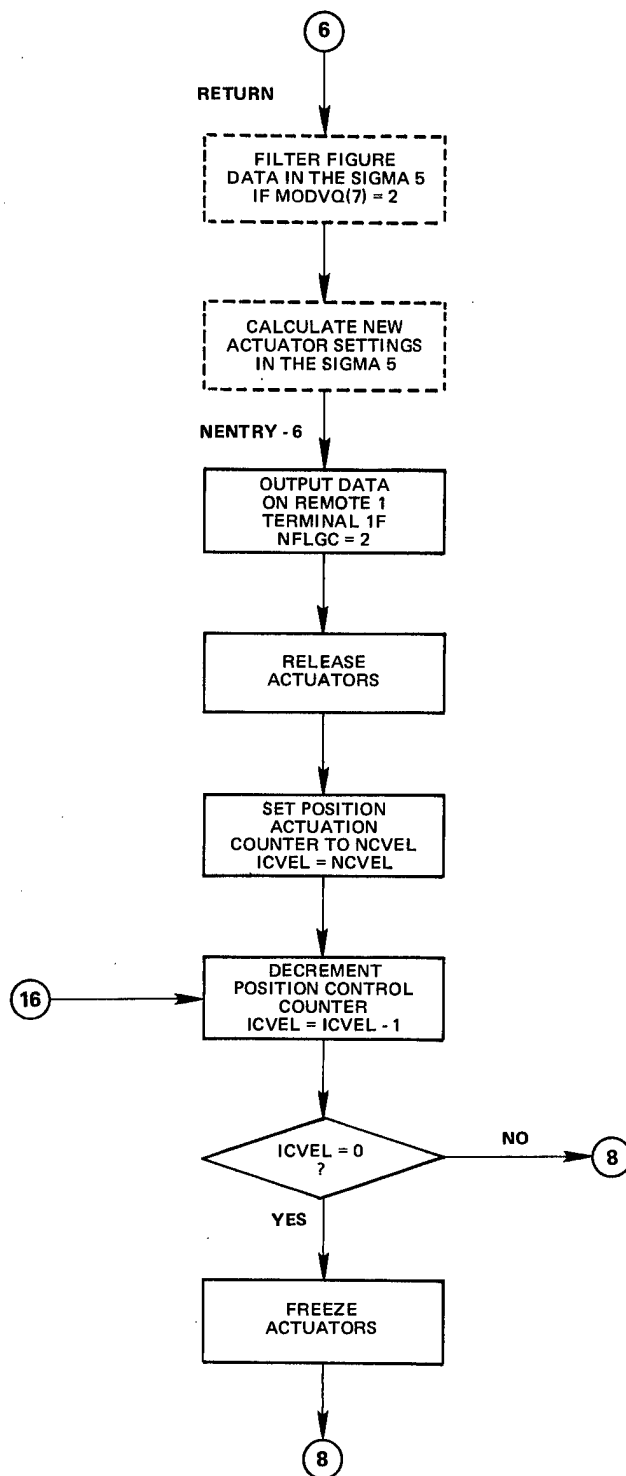 6
RETURN
FILTER FIGURE
DATA IN THE SIGMA 5
IF MODVQ(7) = 2
CALCULATE NEW
ACTUATOR SETTINGS
IN THE SIGMA 5
NENTRY - 6
OUTPUT DATA
ON REMOTE 1
TERMINAL 1F
NFLGC = 2
RELEASE
ACTUATORS
SET POSITION
ACTUATION
COUNTER TO NCVEL
ICVEL = NCVEL
16
DECREMENT
POSITION CONTROL
COUNTER
ICVEL = ICVEL - 1
ICVEL = 0
?
NO
8
YES
FREEZE
ACTUATORS
8